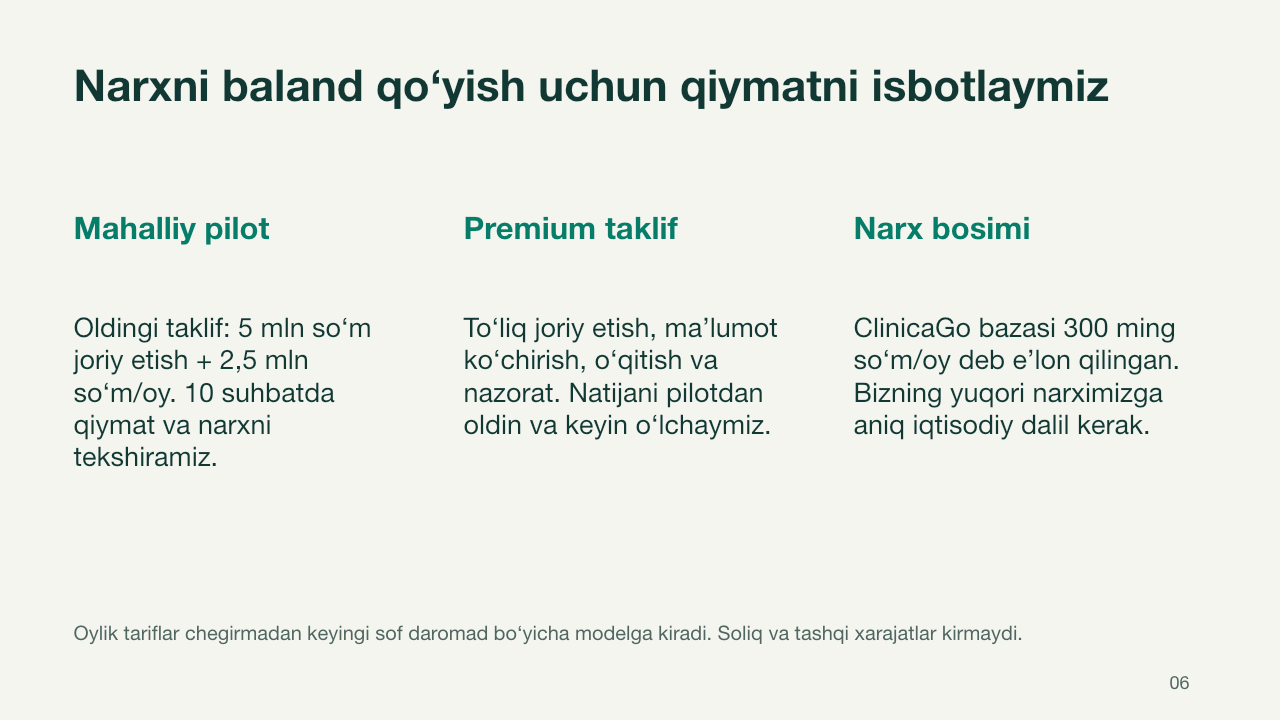 Narxni baland qo‘yish uchun qiymatni isbotlaymiz
Mahalliy pilot
Oldingi taklif: 5 mln so‘m
joriy etish + 2,5 mln
so‘m/oy. 10 suhbatda
qiymat va narxni
tekshiramiz.
Premium taklif
To‘liq joriy etish, ma’lumot
ko‘chirish, o‘qitish va
nazorat. Natijani pilotdan
oldin va keyin o‘lchaymiz.
Narx bosimi
ClinicaGo bazasi 300 ming
so‘m/oy deb e’lon qilingan.
Bizning yuqori narximizga
aniq iqtisodiy dalil kerak.
Oylik tariflar chegirmadan keyingi sof daromad bo‘yicha modelga kiradi. Soliq va tashqi xarajatlar kirmaydi.
06